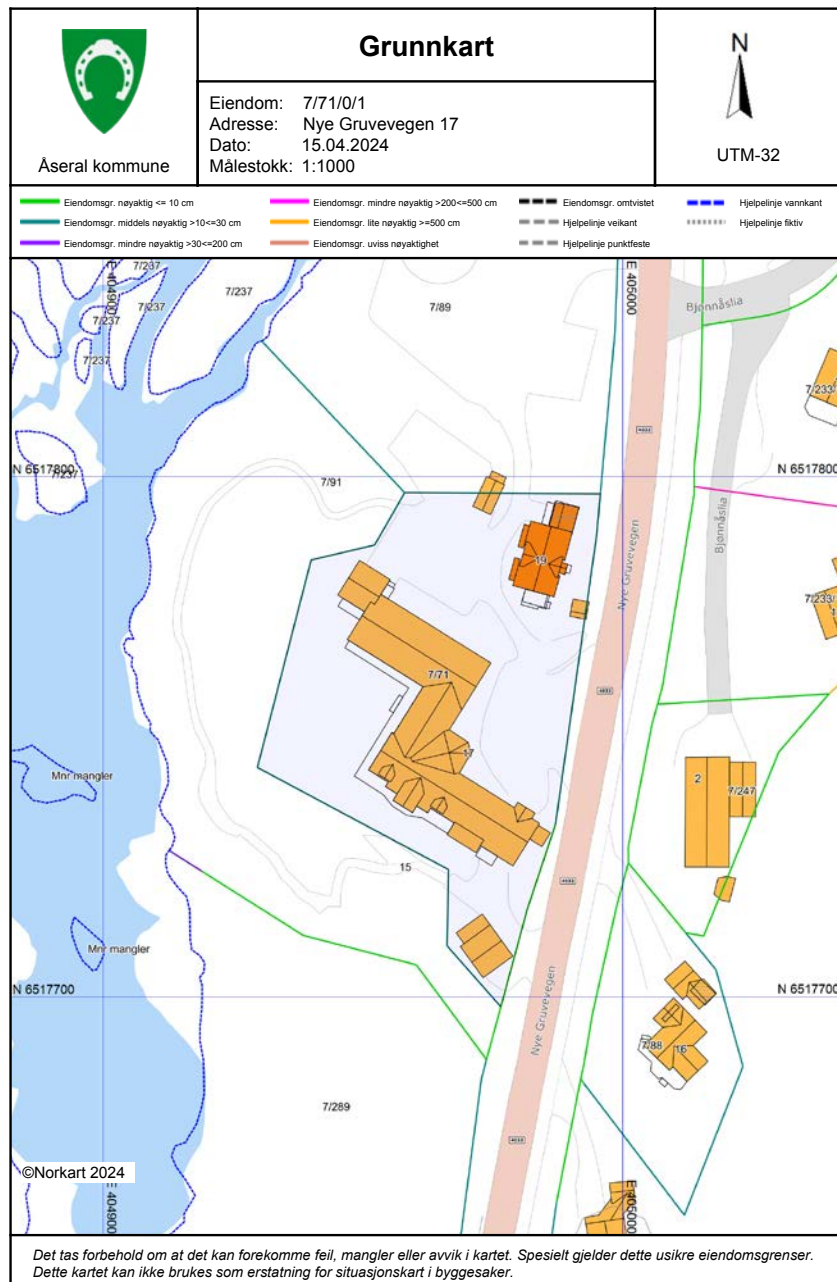 Grunnkart
Åseral kommune
Eiendom: 7/71/0/1
Adresse: Nye Gruvevegen 17
Dato: 15.04.2024
Målestokk: 1:1000
N
UTM-32
Eiendomsgr. nøyaktig <= 10 cm
Eiendomsgr. middels nøyaktig >10<=30 cm
Eiendomsgr. mindre nøyaktig >30<=200 cm
Eiendomsgr. mindre nøyaktig >200<=500 cm
Eiendomsgr. lite nøyaktig >=500 cm
Eiendomsgr. uviss nøyaktighet
Eiendomsgr. omtvistet
Hjelpelinje veikant
Hjelpelinje punktfeste
Hjelpelinje vannkant
Hjelpelinje fiktiv
E 404900
7/237
7/237
7/237
7/237
7/237
7/89
E 405000
Bjønnåslia
7/233
4033
N 6517800
7/237
7/91
N 6517800
Bjønnåslia
19
Nye Gruvevegen
7/233
7/71
4033
17
Mnr mangler
2
7/247
15
4033
Mnr mangler
N 6517700
N 6517700
Nye Gruvevegen
7/88
16
7/289
4033
©Norkart 2024
E 404900
E 405000
Det tas forbehold om at det kan forekomme feil, mangler eller avvik i kartet. Spesielt gjelder dette usikre eiendomsgrenser.
Dette kartet kan ikke brukes som erstatning for situasjonskart i byggesaker.